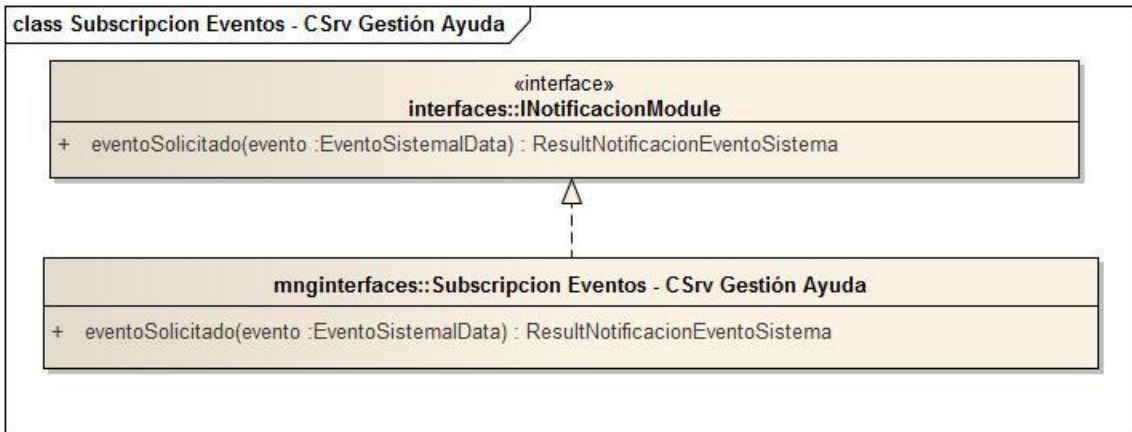 class Subscripcion Eventos - CSrv Gestión Ayuda
«interface»
interfaces::INotificacionModule
+ eventoSolicitado(evento :EventoSistemalData) : ResultNotificacionEventoSistema
mnginterfaces::Subscripcion Eventos - CSrv Gestión Ayuda
+ eventoSolicitado(evento :EventoSistemalData) : ResultNotificacionEventoSistema